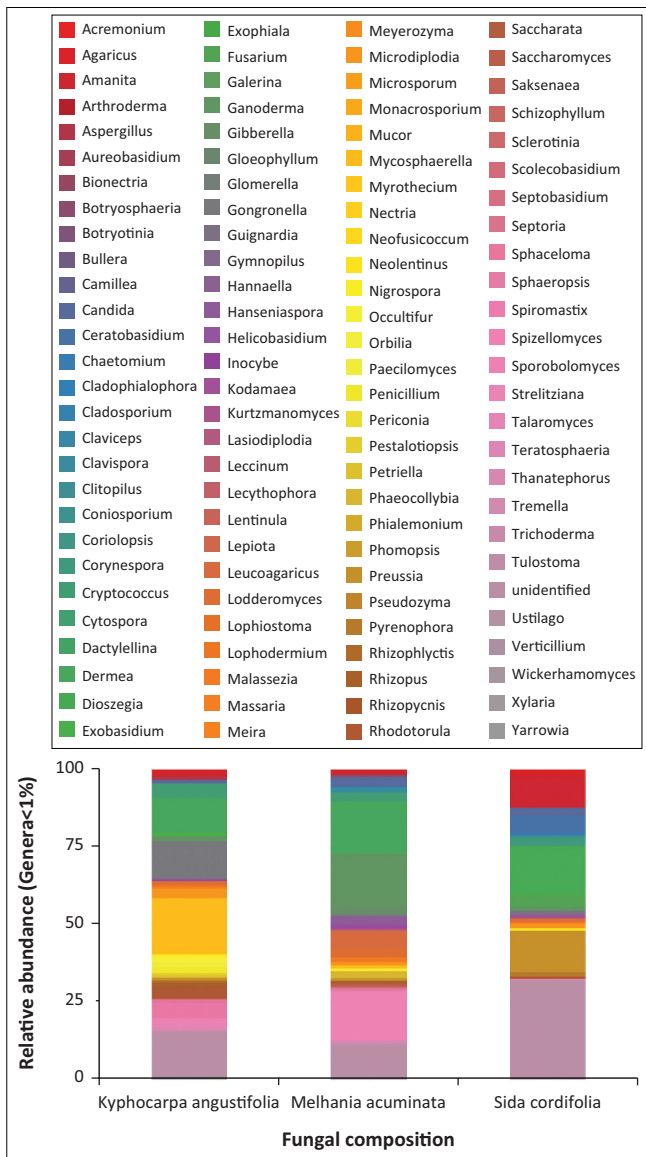 Acremonium
Agaricus
Amanita
Arthroderma
Aspergillus
Aureobasidium
Bionectria
Botryosphaeria
Botryotinia
Bullera
Camillea
Candida
Ceratobasidium
Chaetomium
Cladophialophora
Cladosporium
Claviceps
Clavispora
Clitopilus
Coniosporium
Coriolopsis
Corynespora
Cryptococcus
Cytospora
Dactylellina
Dermea
Dioszegia
Exobasidium
Exophiala
Fusarium
Galerina
Ganoderma
Gibberella
Gloeophyllum
Glomerella
Gongronella
Guignardia
Gymnopilus
Hannaella
Hanseniaspora
Helicobasidium
Inocybe
Kodamaea
Kurtzmanomyces
Lasiodiplodia
Leccinum
Lecythophora
Lentinula
Lepiota
Leucoagaricus
Lodderomyces
Lophiostoma
Lophodermium
Malassezia
Massaria
Meira
Meyerozyma
Microdiplodia
Microsporum
Monacrosporium
Mucor
Mycosphaerella
Myrothecium
Nectria
Neofusicoccum
Neolentinus
Nigrospora
Occultifur
Orbilia
Paecilomyces
Penicillium
Periconia
Pestalotiopsis
Petriella
Phaeocollybia
Phialemonium
Phomopsis
Preussia
Pseudozyma
Pyrenophora
Rhizophlyctis
Rhizopus
Rhizopycnis
Rhodotorula
Saccharata
Saccharomyces
Saksenaea
Schizophyllum
Sclerotinia
Scolecobasidium
Septobasidium
Septoria
Sphaceloma
Sphaeropsis
Spiromastix
Spizellomyces
Sporobolomyces
Strelitziana
Talaromyces
Teratosphaeria
Thanatephorus
Tremella
Trichoderma
Tulostoma
unidentified
Ustilago
Verticillium
Wickerhamomyces
Xylaria
Yarrowia
Relative abundance (Genera<1%)
100
75
50
25
0
Kyphocarpa angustifolia
Melhania acuminata
Sida cordifolia
Fungal composition